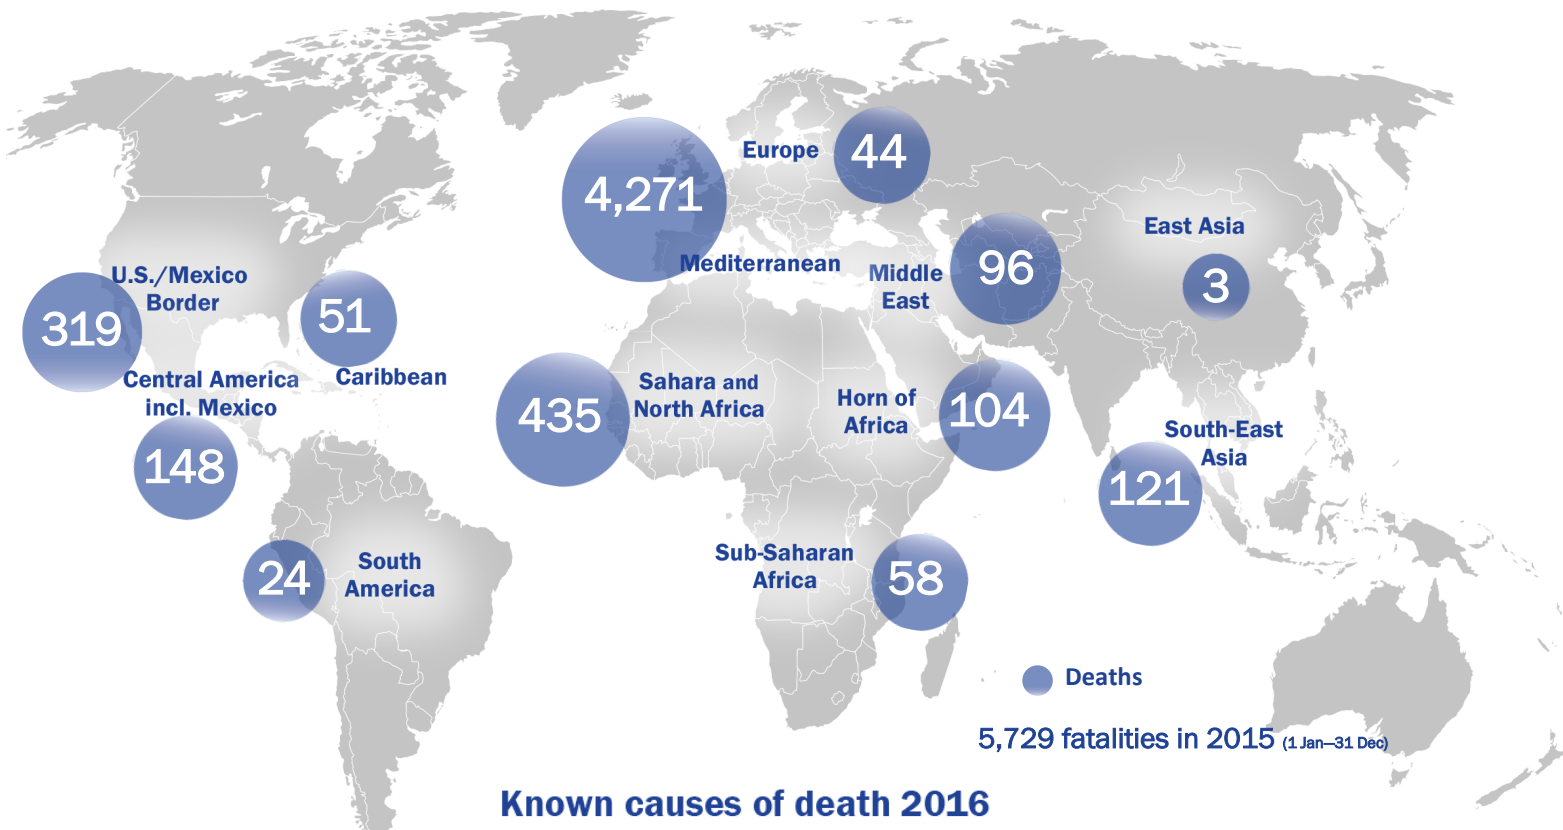 Europe
44
4,271
East Asia
Mediterranean
Middle
East
96
3
U.S./Mexico
Border
319
51
Caribbean
Central America
incl. Mexico
148
435
Sahara and
North Africa
Horn of
Africa
104
South-East
Asia
121
South
America
24
Sub-Saharan
Africa
58
Deaths
5,729 fatalities in 2015 (1 Jan—31 Dec)
Known causes of death 2016